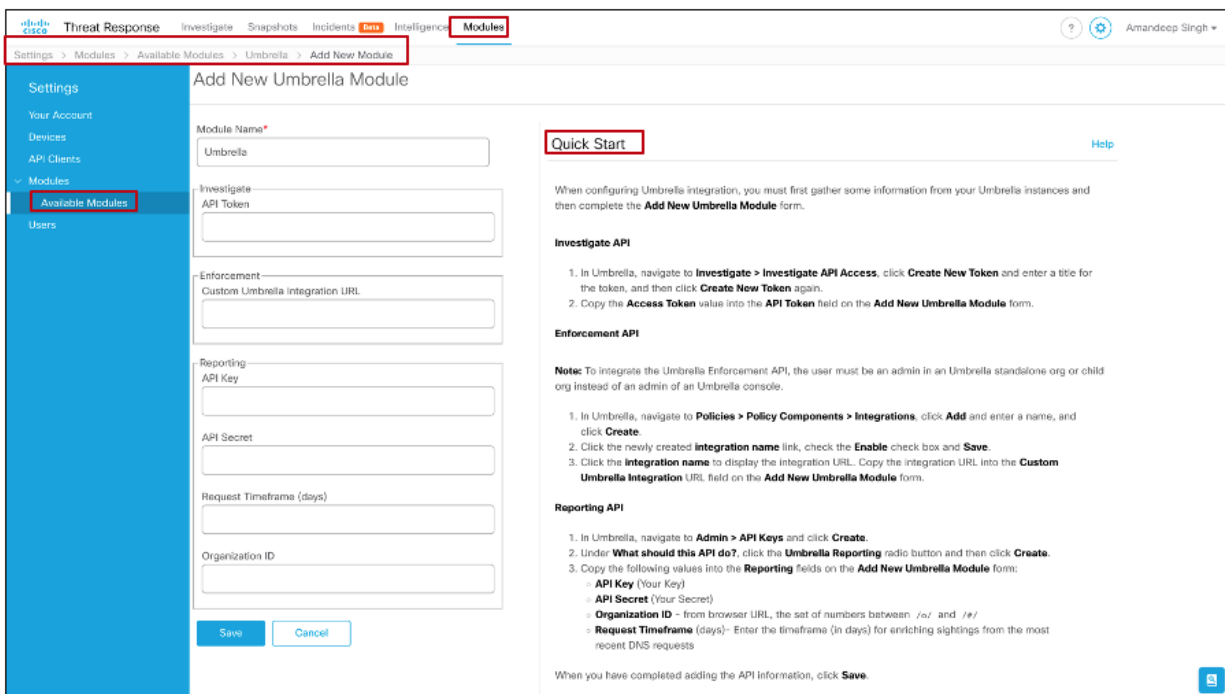 cisco Threat Response Investigate Snapshots Incidents Beta Intelligence Modules ? Amandeep Singh
Settings > Modules > Available Modules > Umbrella > Add New Module
Settings
Your Account
Devices
API Clients
Modules
Available Modules
Users
Add New Umbrella Module
Module Name*
Umbrella
Investigate
API Token
Enforcement
Custom Umbrella Integration URL
Reporting
API Key
API Secret
Request Timeframe (days)
Organization ID
Save Cancel
Quick Start Help
When configuring Umbrella integration, you must first gather some information from your Umbrella instances and
then complete the Add New Umbrella Module form.
Investigate API
1. In Umbrella, navigate to Investigate > Investigate API Access, click Create New Token and enter a title for
the token, and then click Create New Token again.
2. Copy the Access Token value into the API Token field on the Add New Umbrella Module form.
Enforcement API
Note: To integrate the Umbrella Enforcement API, the user must be an admin in an Umbrella standalone org or child
org instead of an admin of an Umbrella console.
1. In Umbrella, navigate to Policies > Policy Components > Integrations, click Add and enter a name, and
click Create.
2. Click the newly created integration name link, check the Enable check box and Save.
3. Click the integration name to display the integration URL. Copy the integration URL into the Custom
Umbrella Integration URL field on the Add New Umbrella Module form.
Reporting API
1. In Umbrella, navigate to Admin > API Keys and click Create.
2. Under What should this API do?, click the Umbrella Reporting radio button and then click Create.
3. Copy the following values into the Reporting fields on the Add New Umbrella Module form:
○ API Key (Your Key)
○ API Secret (Your Secret)
○ Organization ID - from browser URL, the set of numbers between /o/ and /#/
○ Request Timeframe (days)- Enter the timeframe (in days) for enriching sightings from the most
recent DNS requests
When you have completed adding the API information, click Save.